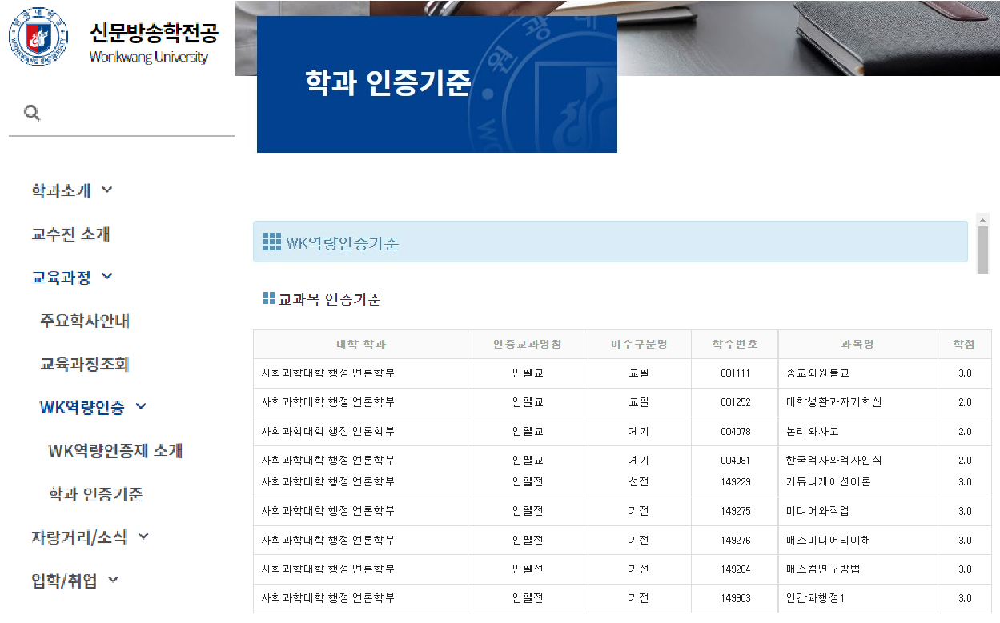 신문방송학전공
Wonkwang University
학과 인증기준
학과소개
교수진 소개
교육과정
주요학사안내
교육과정조회
WK역량인증
WK역량인증제 소개
학과 인증기준
자랑거리/소식
입학/취업
WK역량인증기준
교과목 인증기준
대학 학과 인증교과명칭 이수구분명 학수번호 과목명 학점
사회과학대학 행정·언론학부 인필교 교필 001111 종교와원불교 3.0
사회과학대학 행정·언론학부 인필교 교필 001252 대학생활과자기혁신 2.0
사회과학대학 행정·언론학부 인필교 계기 004078 논리와사고 2.0
사회과학대학 행정·언론학부 인필교 계기 004081 한국역사와역사인식 2.0
사회과학대학 행정·언론학부 인필전 선전 149229 커뮤니케이션이론 3.0
사회과학대학 행정·언론학부 인필전 기전 149275 미디어와직업 3.0
사회과학대학 행정·언론학부 인필전 기전 149276 매스미디어의이해 3.0
사회과학대학 행정·언론학부 인필전 기전 149284 매스컴연구방법 3.0
사회과학대학 행정·언론학부 인필전 기전 149903 인간과행정1 3.0